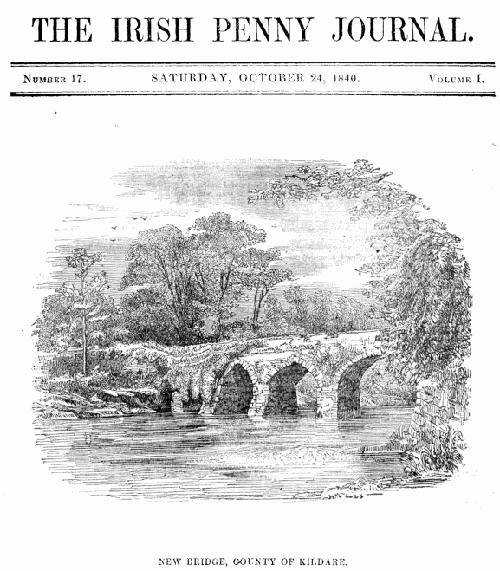 THE IRISH PENNY JOURNAL.
NUMBER 17. SATURDAY, OCTOBER 24, 1840. VOLUME I.
NEW BRIDGE, COUNTY OF KILDARE.